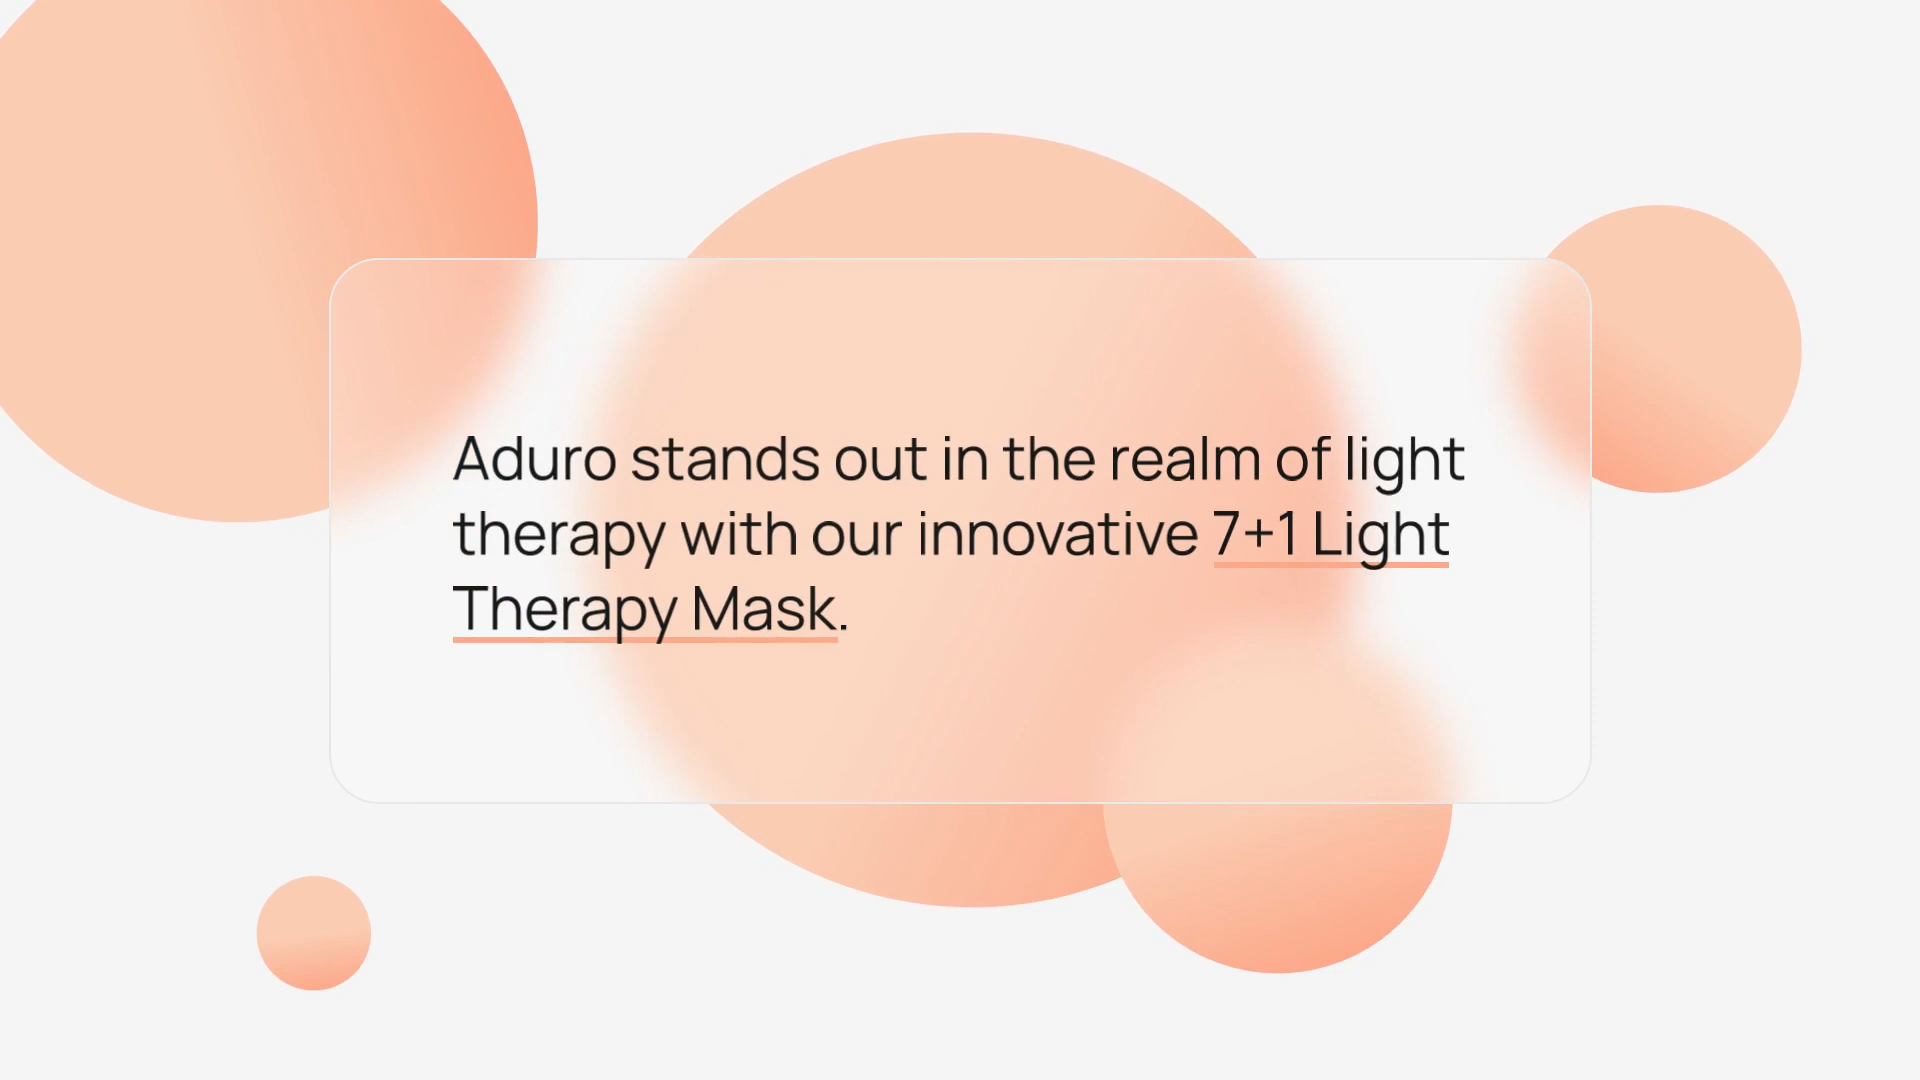 Aduro stands out in the realm of light
therapy with our innovative 7+1 Light
Therapy Mask.